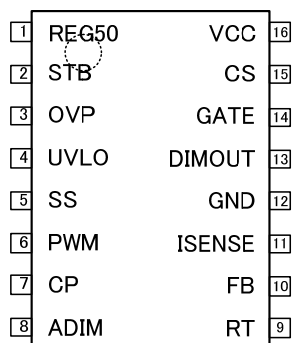 1 REG50 VCC 16
2 STB CS 15
3 OVP GATE 14
4 UVLO DIMOUT 13
5 SS GND 12
6 PWM ISENSE 11
7 CP FB 10
8 ADIM RT 9